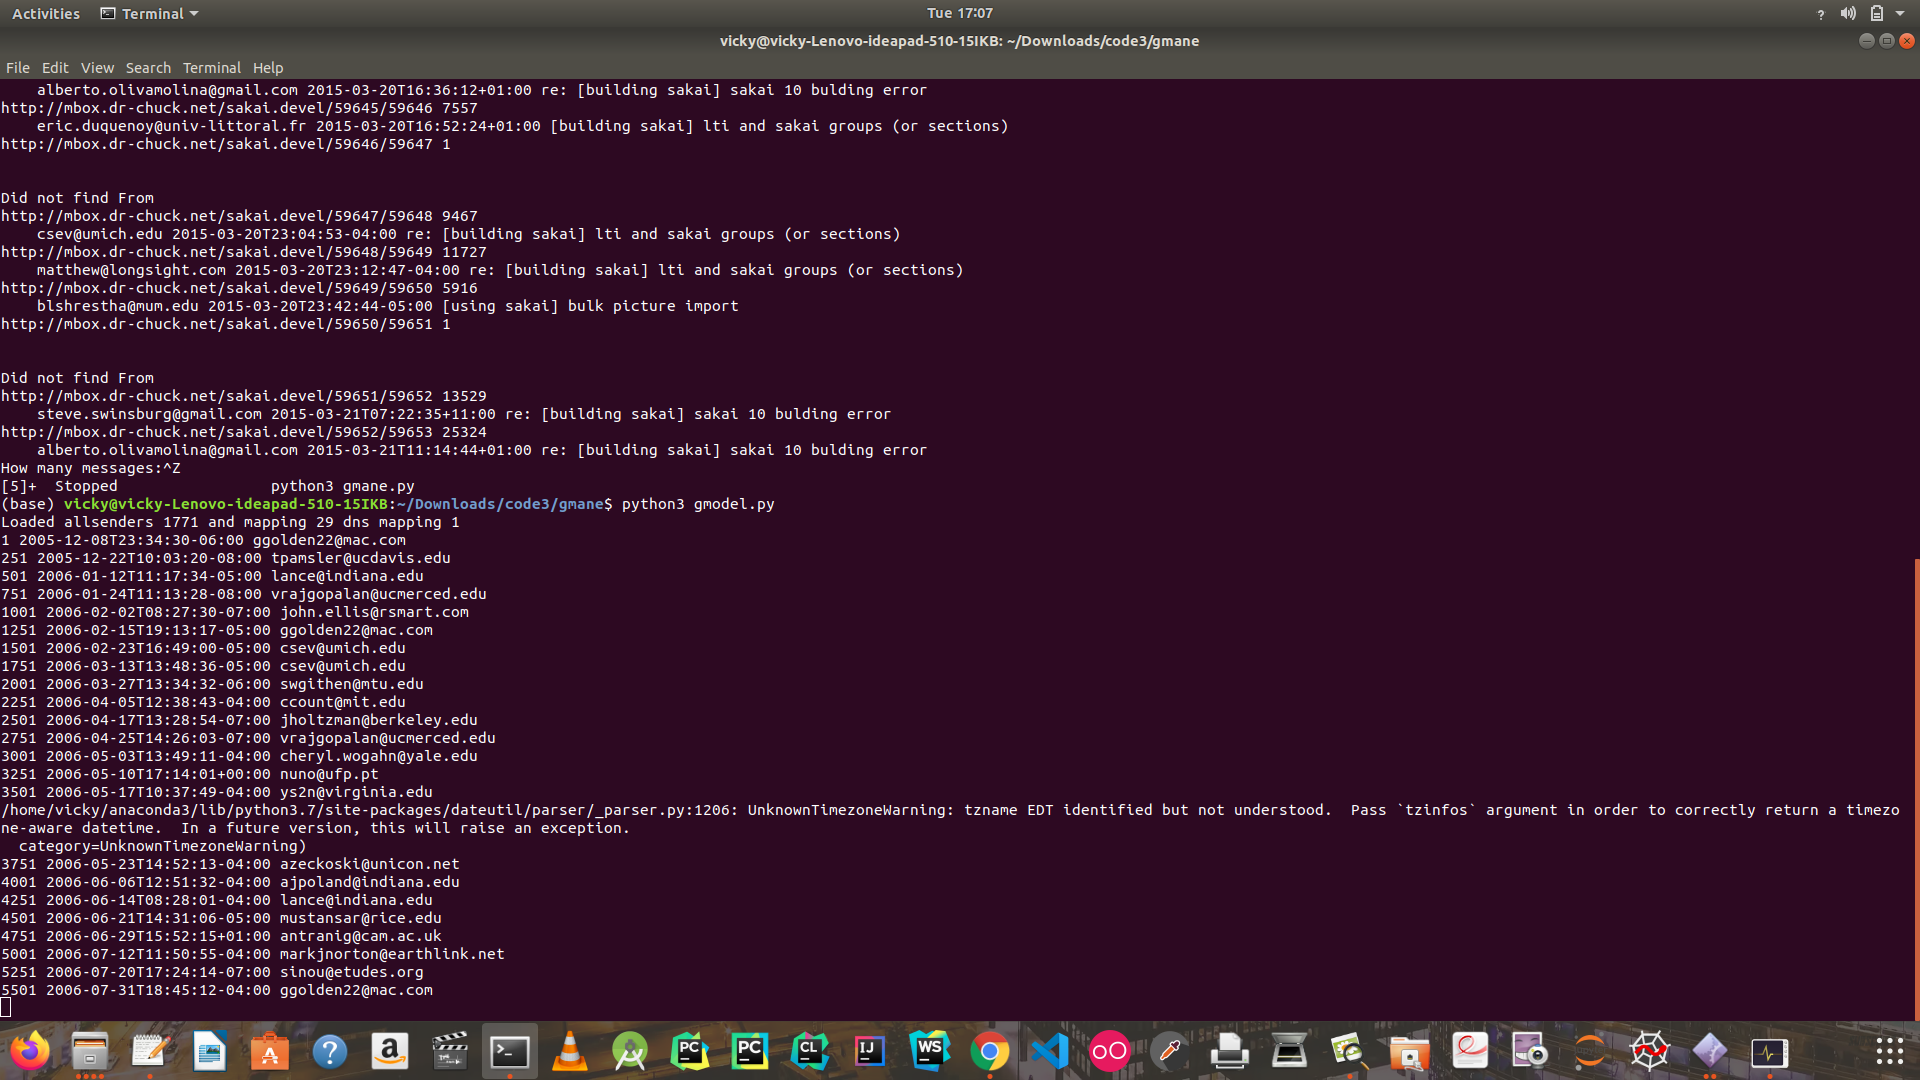 Activities
Terminal
Tue 17:07
?
vicky@vicky-Lenovo-ideapad-510-15IKB: ~/Downloads/code3/gmane
File Edit View Search Terminal Help
alberto.olivamolina@gmail.com 2015-03-20T16:36:12+01:00 re: [building sakai] sakai 10 bulding error
http://mbox.dr-chuck.net/sakai.devel/59645/59646 7557
eric.duquenoy@univ-littoral.fr 2015-03-20T16:52:24+01:00 [building sakai] lti and sakai groups (or sections)
http://mbox.dr-chuck.net/sakai.devel/59646/59647 1
Did not find From
http://mbox.dr-chuck.net/sakai.devel/59647/59648 9467
csev@umich.edu 2015-03-20T23:04:53-04:00 re: [building sakai] lti and sakai groups (or sections)
http://mbox.dr-chuck.net/sakai.devel/59648/59649 11727
matthew@longsight.com 2015-03-20T23:12:47-04:00 re: [building sakai] lti and sakai groups (or sections)
http://mbox.dr-chuck.net/sakai.devel/59649/59650 5916
blshrestha@mum.edu 2015-03-20T23:42:44-05:00 [using sakai] bulk picture import
http://mbox.dr-chuck.net/sakai.devel/59650/59651 1
Did not find From
http://mbox.dr-chuck.net/sakai.devel/59651/59652 13529
steve.swinsburg@gmail.com 2015-03-21T07:22:35+11:00 re: [building sakai] sakai 10 bulding error
http://mbox.dr-chuck.net/sakai.devel/59652/59653 25324
alberto.olivamolina@gmail.com 2015-03-21T11:14:44+01:00 re: [building sakai] sakai 10 bulding error
How many messages:^Z
[5]+  Stopped                 python3 gmane.py
(base) vicky@vicky-Lenovo-ideapad-510-15IKB:~/Downloads/code3/gmane$ python3 gmodel.py
Loaded allsenders 1771 and mapping 29 dns mapping 1
1 2005-12-08T23:34:30-06:00 ggolden22@mac.com
251 2005-12-22T10:03:20-08:00 tpamsler@ucdavis.edu
501 2006-01-12T11:17:34-05:00 lance@indiana.edu
751 2006-01-24T11:13:28-08:00 vrajgopalan@ucmerced.edu
1001 2006-02-02T08:27:30-07:00 john.ellis@rsmart.com
1251 2006-02-15T19:13:17-05:00 ggolden22@mac.com
1501 2006-02-23T16:49:00-05:00 csev@umich.edu
1751 2006-03-13T13:48:36-05:00 csev@umich.edu
2001 2006-03-27T13:34:32-06:00 swgithen@mtu.edu
2251 2006-04-05T12:38:43-04:00 ccount@mit.edu
2501 2006-04-17T13:28:54-07:00 jholtzman@berkeley.edu
2751 2006-04-25T14:26:03-07:00 vrajgopalan@ucmerced.edu
3001 2006-05-03T13:49:11-04:00 cheryl.wogahn@yale.edu
3251 2006-05-10T17:14:01+00:00 nuno@ufp.pt
3501 2006-05-17T10:37:49-04:00 ys2n@virginia.edu
/home/vicky/anaconda3/lib/python3.7/site-packages/dateutil/parser/_parser.py:1206: UnknownTimezoneWarning: tzname EDT identified but not understood.  Pass `tzinfos` argument in order to correctly return a timezo
ne-aware datetime.  In a future version, this will raise an exception.
category=UnknownTimezoneWarning)
3751 2006-05-23T14:52:13-04:00 azeckoski@unicon.net
4001 2006-06-06T12:51:32-04:00 ajpoland@indiana.edu
4251 2006-06-14T08:28:01-04:00 lance@indiana.edu
4501 2006-06-21T14:31:06-05:00 mustansar@rice.edu
4751 2006-06-29T15:52:15+01:00 antranig@cam.ac.uk
5001 2006-07-12T11:50:55-04:00 markjnorton@earthlink.net
5251 2006-07-20T17:24:14-07:00 sinou@etudes.org
5501 2006-07-31T18:45:12-04:00 ggolden22@mac.com
A ? a >_ PC PC CL IJ WS